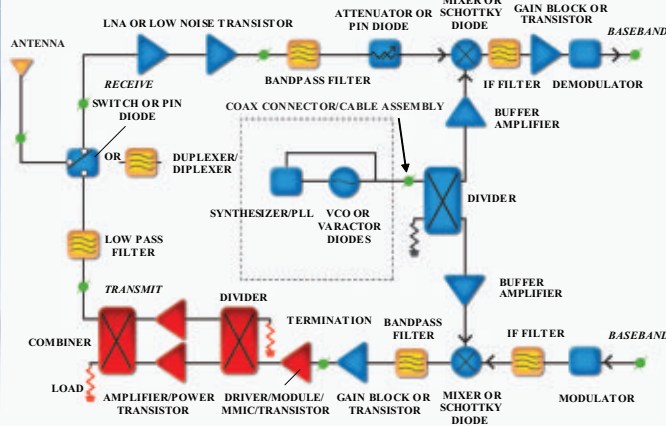 MIXER OR
SCHOTTKY
DIODE
GAIN BLOCK OR
TRANSISTOR
BASEBAND
ATTENUATOR OR
PIN DIODE
LNA OR LOW NOISE TRANSISTOR
ANTENNA
RECEIVE
BANDPASS FILTER
IF FILTER
DEMODULATOR
SWITCH OR PIN
DIODE
COAX CONNECTOR/CABLE ASSEMBLY
BUFFER
AMPLIFIER
OR
DUPLEXER/
DIPLEXER
SYNTHESIZER/PLL
VCO OR
VARACTOR
DIODES
DIVIDER
LOW PASS
FILTER
TRANSMIT
DIVIDER
TERMINATION
BUFFER
AMPLIFIER
COMBINER
BANDPASS
FILTER
IF FILTER
BASEBAND
LOAD
AMPLIFIER/POWER
TRANSISTOR
DRIVER/MODULE/
MMIC/TRANSISTOR
GAIN BLOCK OR
TRANSISTOR
MIXER OR
SCHOTTKY
DIODE
MODULATOR